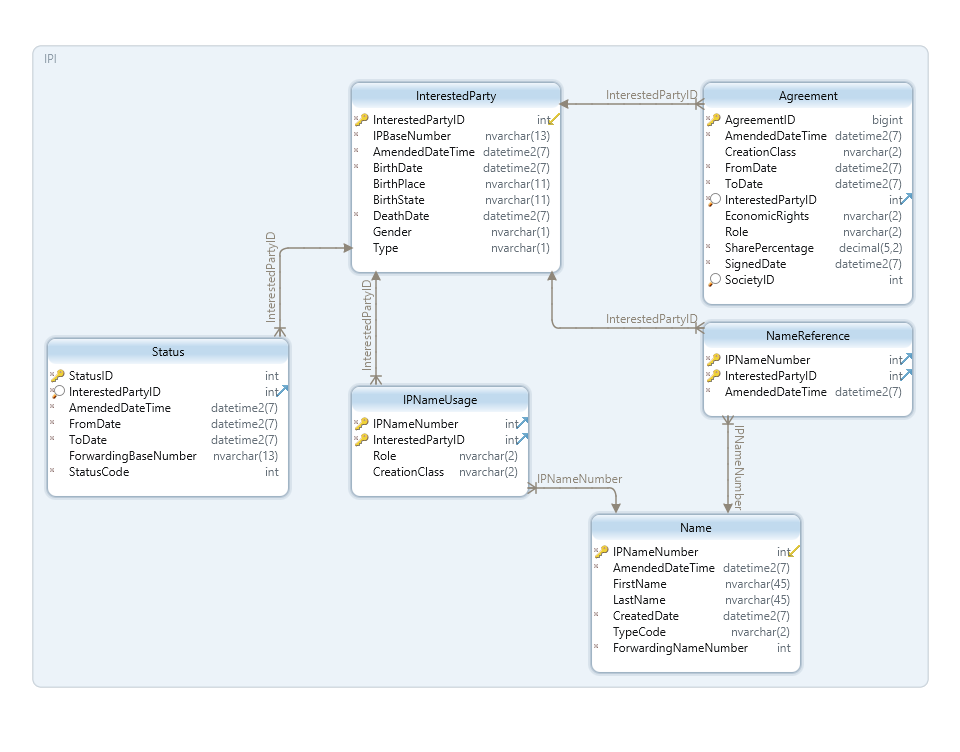 IPI
InterestedParty
InterestedPartyID int
IPBaseNumber nvarchar(13)
AmendedDateTime datetime2(7)
BirthDate datetime2(7)
BirthPlace nvarchar(11)
BirthState nvarchar(11)
DeathDate datetime2(7)
Gender nvarchar(1)
Type nvarchar(1)
InterestedPartyID
Agreement
AgreementID bigint
AmendedDateTime datetime2(7)
CreationClass nvarchar(2)
FromDate datetime2(7)
ToDate datetime2(7)
InterestedPartyID int
EconomicRights nvarchar(2)
Role nvarchar(2)
SharePercentage decimal(5,2)
SignedDate datetime2(7)
SocietyID int
InterestedPartyID
InterestedPartyID
InterestedPartyID
Status
StatusID int
InterestedPartyID int
AmendedDateTime datetime2(7)
FromDate datetime2(7)
ToDate datetime2(7)
ForwardingBaseNumber nvarchar(13)
StatusCode int
IPNameUsage
IPNameNumber int
InterestedPartyID int
Role nvarchar(2)
CreationClass nvarchar(2)
NameReference
IPNameNumber int
InterestedPartyID int
AmendedDateTime datetime2(7)
IPNameNumber
IPNameNumber
Name
IPNameNumber int
AmendedDateTime datetime2(7)
FirstName nvarchar(45)
LastName nvarchar(45)
CreatedDate datetime2(7)
TypeCode nvarchar(2)
ForwardingNameNumber int